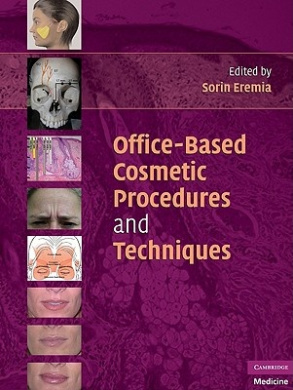 Edited by
Sorin Eremia
Office-Based
Cosmetic
Procedures
and
Techniques
CAMBRIDGE
Medicine